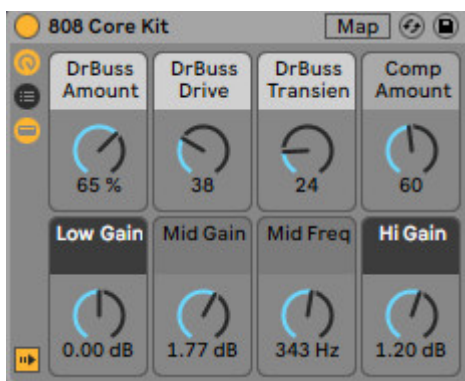 808 Core Kit Map
DrBuss Amount
DrBuss Drive
DrBuss Transien
Comp Amount
65 %
38
24
60
Low Gain
Mid Gain
Mid Freq
Hi Gain
0.00 dB
1.77 dB
343 Hz
1.20 dB